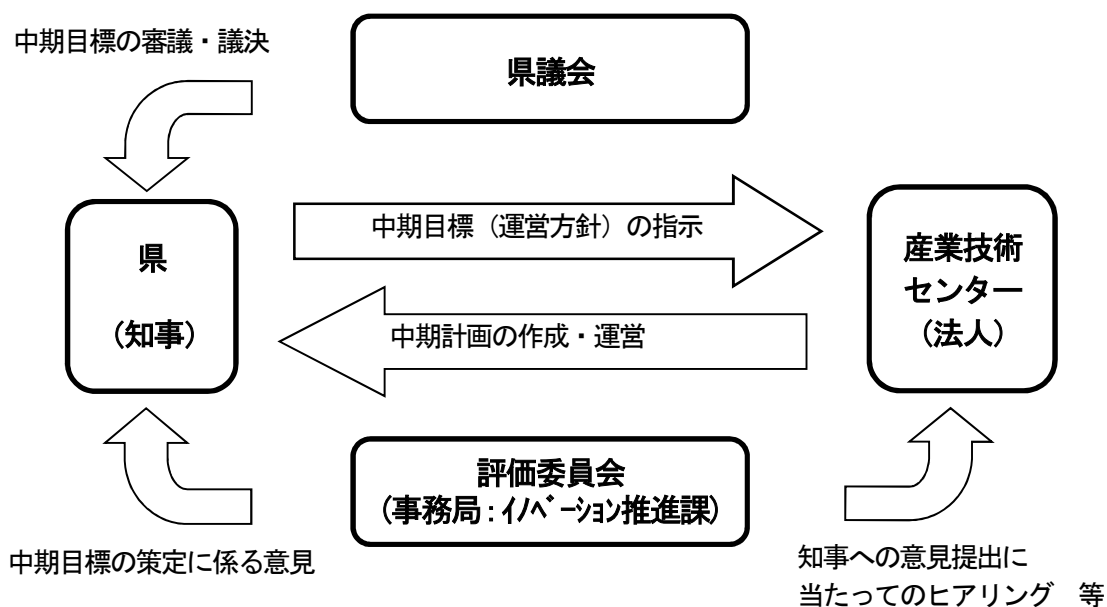 中期目標の審議・議決
県議会
県
（知事）
中期目標（運営方針）の指示
産業技術
センター
（法人）
中期計画の作成・運営
評価委員会
（事務局：ｲﾉﾍﾞｰｼｮﾝ推進課）
中期目標の策定に係る意見
知事への意見提出に
当たってのヒアリング　等